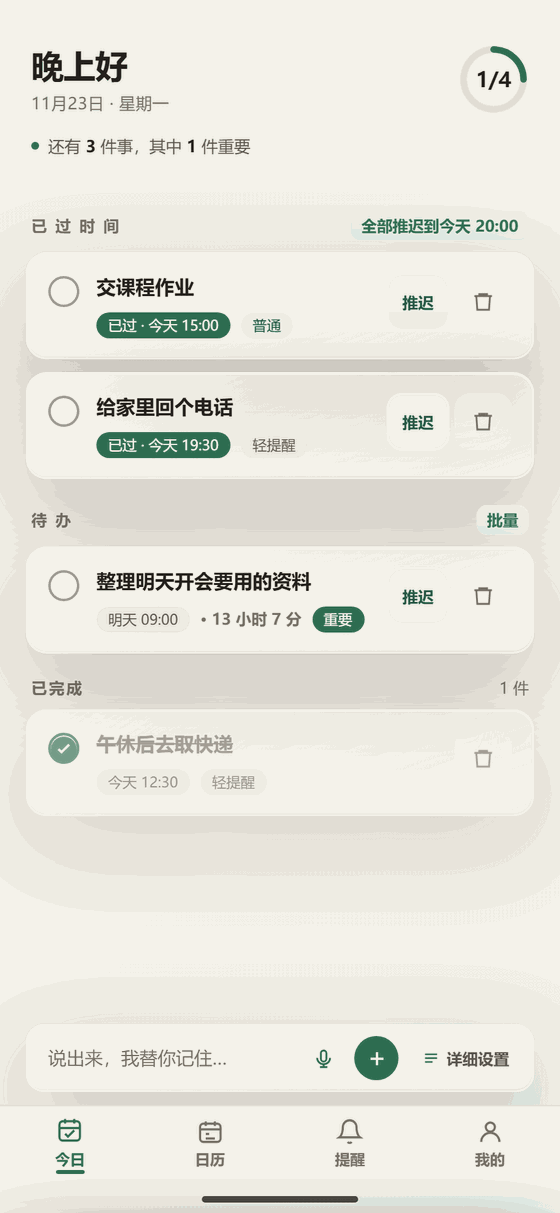 晚上好
11月23日 · 星期一
1/4
还有 3 件事，其中 1 件重要
已过时间
全部推迟到今天 20:00
交课程作业
推迟
已过 · 今天 15:00
普通
给家里回个电话
推迟
已过 · 今天 19:30
轻提醒
待办
批量
整理明天开会要用的资料
推迟
明天 09:00
• 13 小时 7 分
重要
已完成
1 件
午休后去取快递
今天 12:30
轻提醒
说出来，我替你记住...
详细设置
今日
日历
提醒
我的